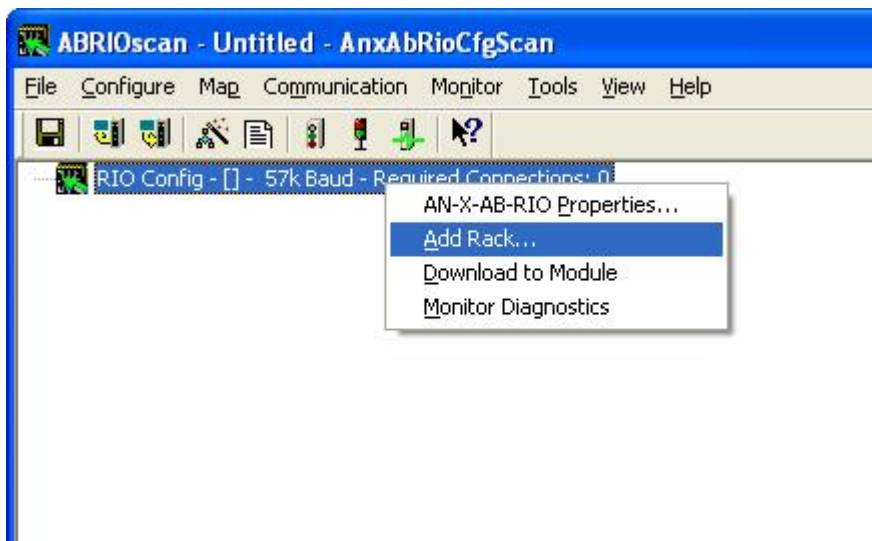 ABRIOscan - Untitled - AnxAbRioCfgScan
File Configure Map Communication Monitor Tools View Help
RIO Config - [] - 57k Baud - Required Connections: 0
AN-X-AB-RIO Properties...
Add Rack...
Download to Module
Monitor Diagnostics